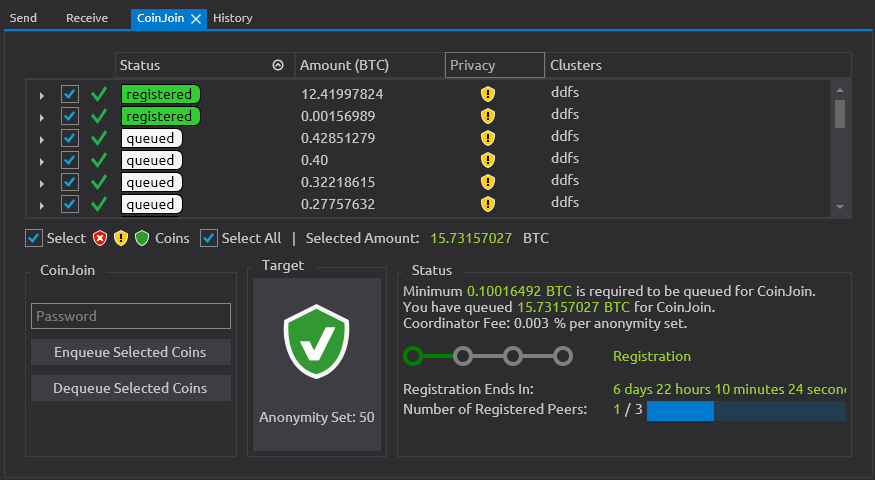 Send Receive CoinJoin History
Status Amount (BTC) Privacy Clusters
registered 12.41997824 ddfs
registered 0.00156989 ddfs
queued 0.42851279 ddfs
queued 0.40 ddfs
queued 0.32218615 ddfs
queued 0.27757632 ddfs
Select Coins Select All | Selected Amount: 15.73157027 BTC
CoinJoin
Password
Enqueue Selected Coins
Dequeue Selected Coins
Target
Anonymity Set: 50
Status
Minimum 0.10016492 BTC is required to be queued for CoinJoin.
You have queued 15.73157027 BTC for CoinJoin.
Coordinator Fee: 0.003 % per anonymity set.
Registration
Registration Ends In: 6 days 22 hours 10 minutes 24 secon
Number of Registered Peers: 1 / 3